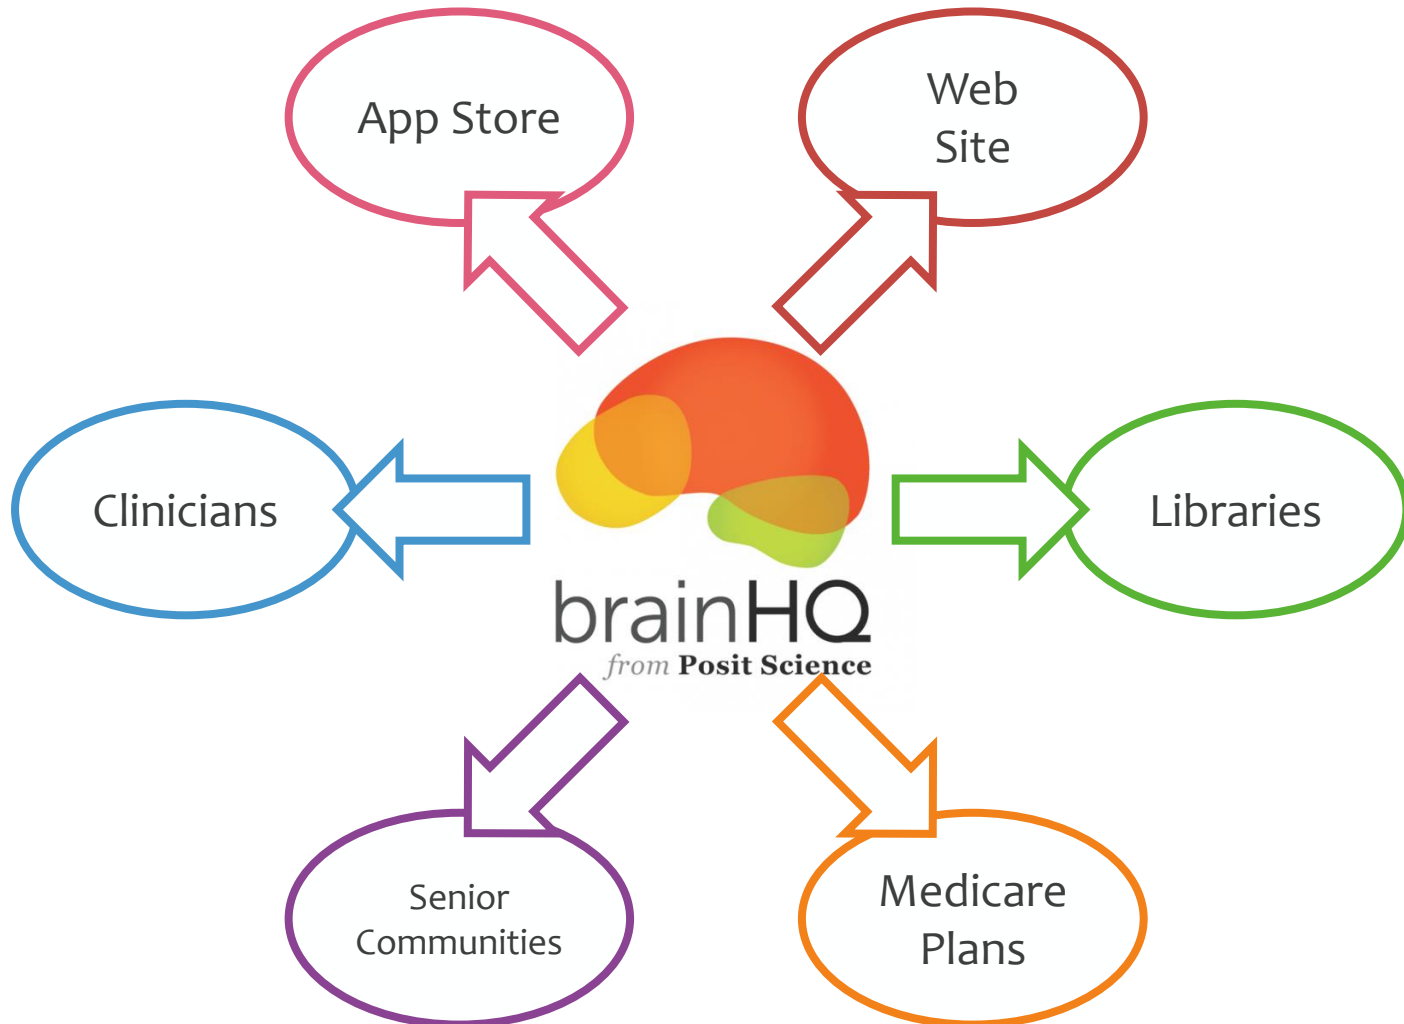 App Store
Web
Site
Clinicians
Libraries
brainHQ
from Posit Science
Senior
Communities
Medicare
Plans